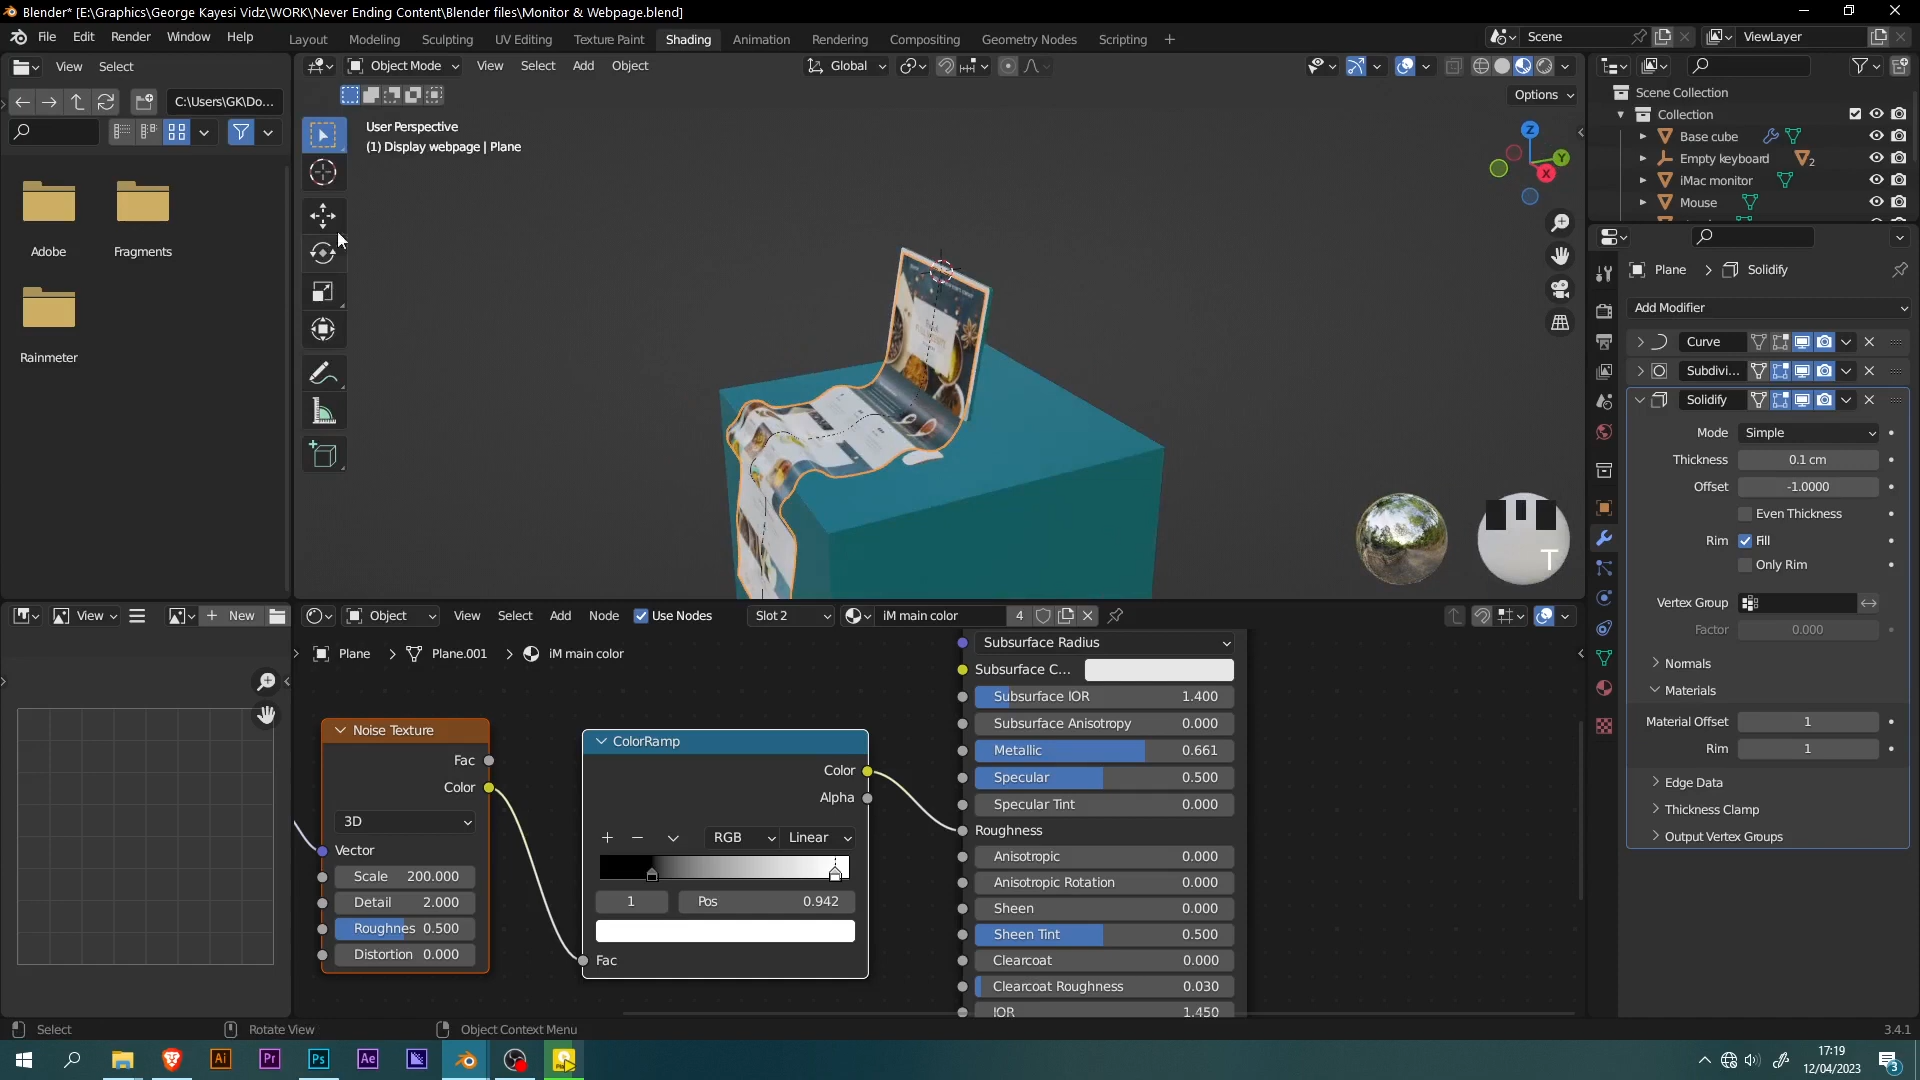 Blender* [E:\Graphics\George Kayesi Vidz\WORK\Never Ending Content\Blender files\Monitor & Webpage.blend]
File Edit Render Window Help Layout Modeling Sculpting UV Editing Texture Paint Shading Animation Rendering Compositing Geometry Nodes Scripting + Scene ViewLayer
View Select Object Mode View Select Add Object Global
C:\Users\GK\Do... Options Scene Collection
Collection
User Perspective
(1) Display webpage | Plane
Base cube
Empty keyboard 2
iMac monitor
Mouse
Z Y X
Adobe Fragments
Rainmeter
Plane > Solidify
Add Modifier
Curve
Subdivi...
Solidify
Mode Simple
Thickness 0.1 cm
Offset -1.0000
Even Thickness
Rim Fill
Only Rim
Vertex Group
Factor 0.000
Normals
Materials
Material Offset 1
Rim 1
Edge Data
Thickness Clamp
Output Vertex Groups
T
View New Object View Select Add Node Use Nodes Slot 2 iM main color 4
Plane > Plane.001 > iM main color
Noise Texture
Fac
Color
3D
Vector
Scale 200.000
Detail 2.000
Roughnes 0.500
Distortion 0.000
ColorRamp
Color
Alpha
+ − RGB Linear
1 Pos 0.942
Fac
Subsurface Radius
Subsurface C...
Subsurface IOR 1.400
Subsurface Anisotropy 0.000
Metallic 0.661
Specular 0.500
Specular Tint 0.000
Roughness
Anisotropic 0.000
Anisotropic Rotation 0.000
Sheen 0.000
Sheen Tint 0.500
Clearcoat 0.000
Clearcoat Roughness 0.030
IOR 1.450
Select Rotate View Object Context Menu 3.4.1
Ai Pr Ps Ae
17:19
12/04/2023
3